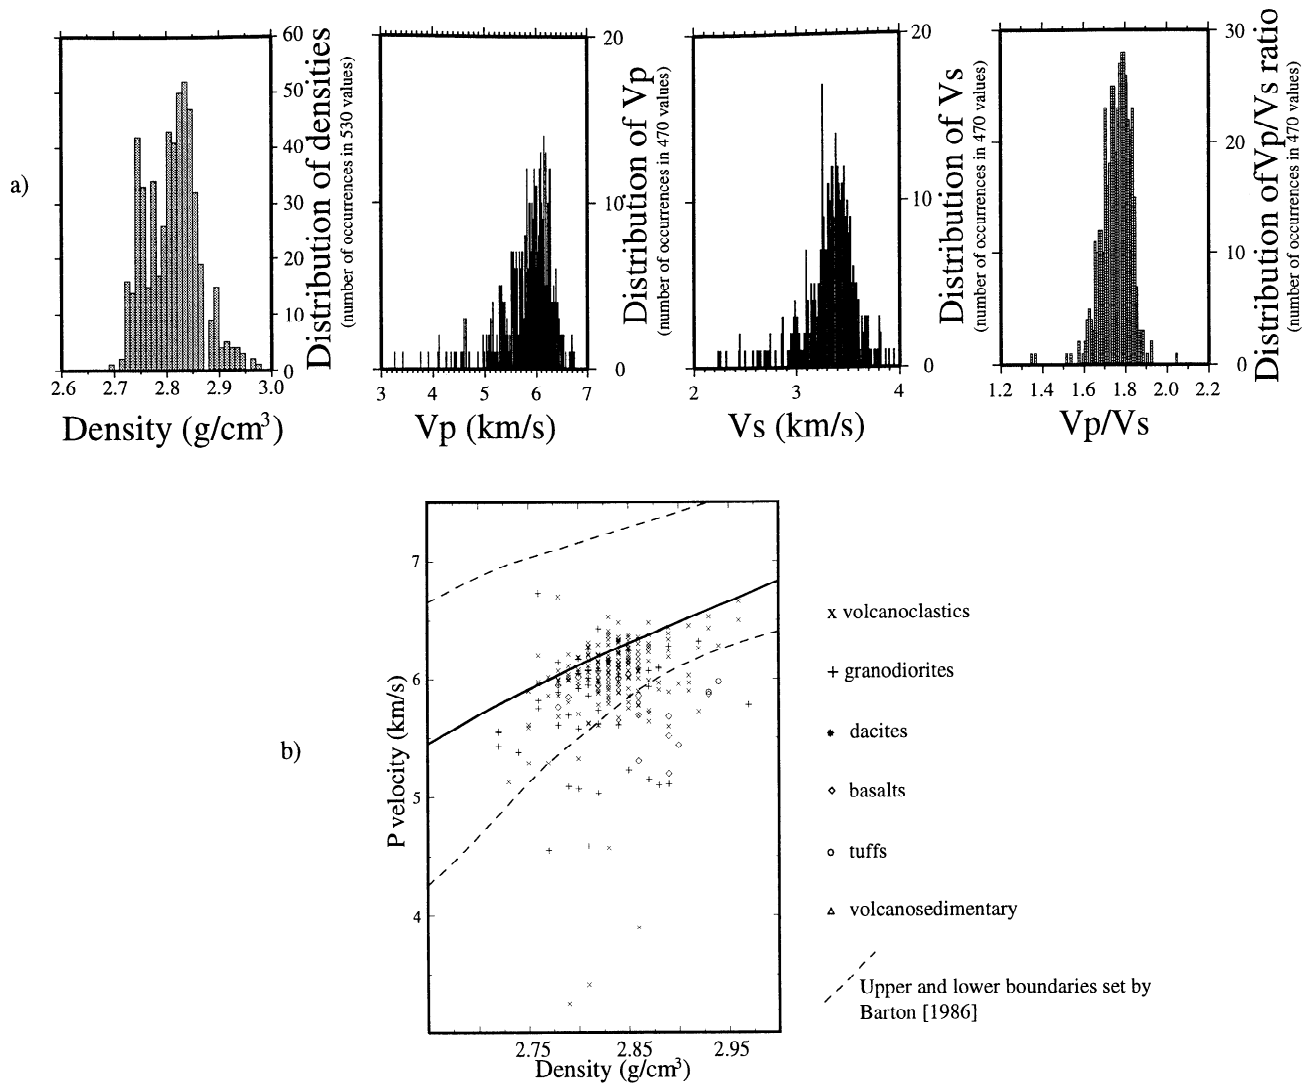 a)
60
50
40
30
20
10
0
2.6 2.7 2.8 2.9 3.0
Density (g/cm³)
Distribution of densities
(number of occurrences in 530 values)
20
10
0
3 4 5 6 7
Vp (km/s)
Distribution of Vp
(number of occurrences in 470 values)
20
10
0
2 3 4
Vs (km/s)
Distribution of Vs
(number of occurrences in 470 values)
30
20
10
0
1.2 1.4 1.6 1.8 2.0 2.2
Vp/Vs
Distribution of Vp/Vs ratio
(number of occurrences in 470 values)
b)
P velocity (km/s)
7
6
5
4
2.75 2.85 2.95
Density (g/cm³)
x volcanoclastics
+ granodiorites
* dacites
◇ basalts
○ tuffs
△ volcanosedimentary
Upper and lower boundaries set by
Barton [1986]